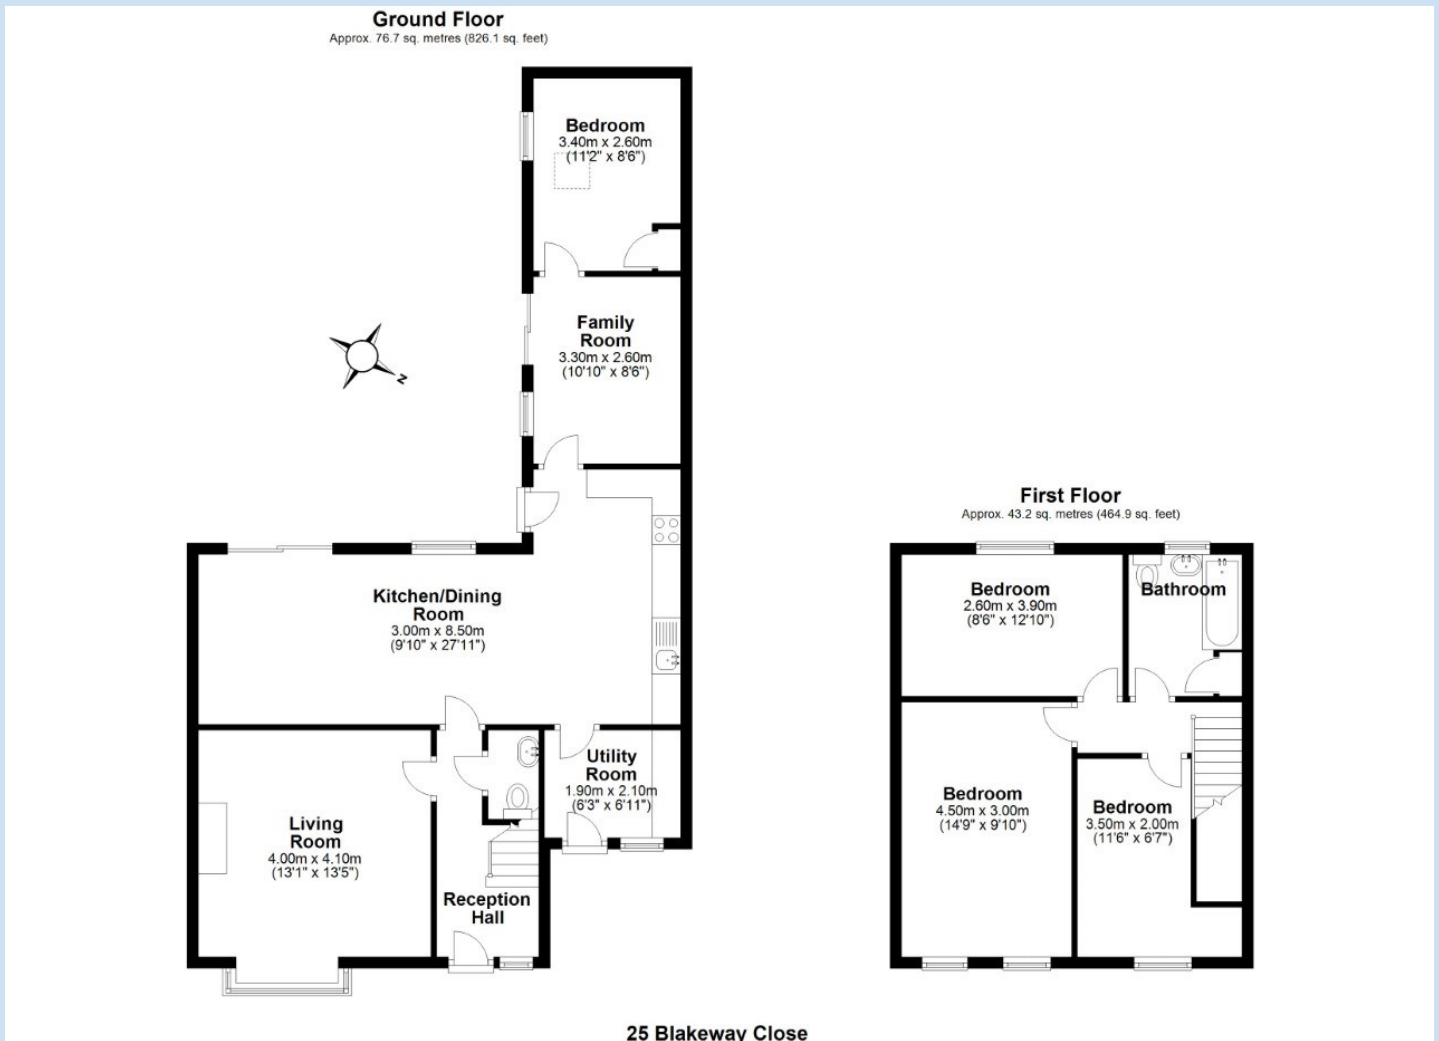 Ground Floor
Approx. 76.7 sq. metres (826.1 sq. feet)
Bedroom
3.40m x 2.60m
(11'2" x 8'6")
Family
Room
3.30m x 2.60m
(10'10" x 8'6")
N
Kitchen/Dining
Room
3.00m x 8.50m
(9'10" x 27'11")
Utility
Room
1.90m x 2.10m
(6'3" x 6'11")
Living
Room
4.00m x 4.10m
(13'1" x 13'5")
Reception
Hall
First Floor
Approx. 43.2 sq. metres (464.9 sq. feet)
Bedroom
2.60m x 3.90m
(8'6" x 12'10")
Bathroom
Bedroom
4.50m x 3.00m
(14'9" x 9'10")
Bedroom
3.50m x 2.00m
(11'6" x 6'7")
25 Blakeway Close